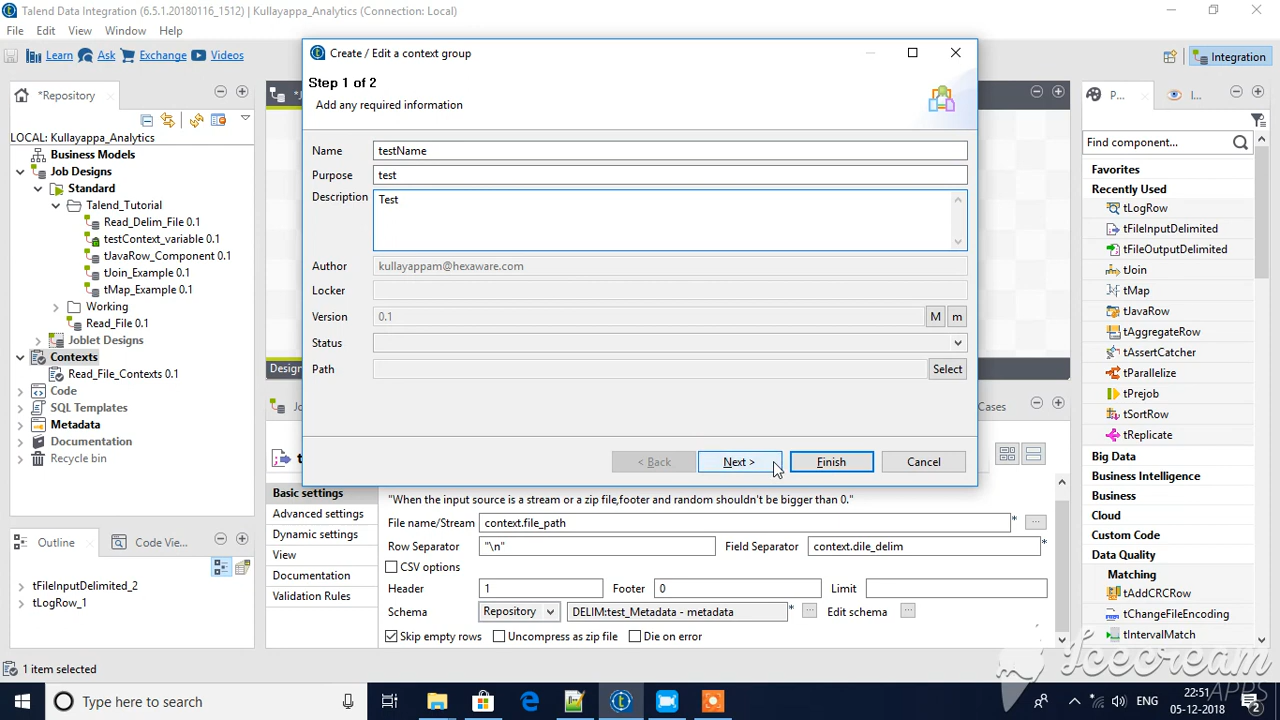 Talend Data Integration (6.5.1.20180116_1512) | Kullayappa_Analytics (Connection: Local)
File Edit View Window Help
Learn Ask Exchange Videos
Integration
*Repository
LOCAL: Kullayappa_Analytics
Business Models
Job Designs
Standard
Talend_Tutorial
Read_Delim_File 0.1
testContext_variable 0.1
tJavaRow_Component 0.1
tJoin_Example 0.1
tMap_Example 0.1
Working
Read_File 0.1
Joblet Designs
Contexts
Read_File_Contexts 0.1
Code
SQL Templates
Metadata
Documentation
Recycle bin
Outline
Code Vie...
tFileInputDelimited_2
tLogRow_1
1 item selected
Create / Edit a context group
Step 1 of 2
Add any required information
Name testName
Purpose test
Description Test
Author kullayappam@hexaware.com
Locker
Version 0.1 M m
Status
Path Select
< Back Next > Finish Cancel
Desig
Jo
Cases
Basic settings
Advanced settings
Dynamic settings
View
Documentation
Validation Rules
"When the input source is a stream or a zip file,footer and random shouldn't be bigger than 0."
File name/Stream context.file_path * ...
Row Separator "\n" Field Separator context.dile_delim *
CSV options
Header 1 Footer 0 Limit
Schema Repository DELIM:test_Metadata - metadata * ... Edit schema ...
Skip empty rows Uncompress as zip file Die on error
P...
I...
Find component...
Favorites
Recently Used
tLogRow
tFileInputDelimited
tFileOutputDelimited
tJoin
tMap
tJavaRow
tAggregateRow
tAssertCatcher
tParallelize
tPrejob
tSortRow
tReplicate
Big Data
Business Intelligence
Business
Cloud
Custom Code
Data Quality
Matching
tAddCRCRow
tChangeFileEncoding
tIntervalMatch
Icecream
APPS
Type here to search
ENG
22:51
05-12-2018
2